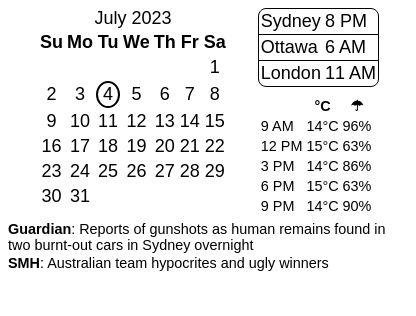 July 2023
Su Mo Tu We Th Fr Sa
1
2 3 4 5 6 7 8
9 10 11 12 13 14 15
16 17 18 19 20 21 22
23 24 25 26 27 28 29
30 31
Sydney 8 PM
Ottawa 6 AM
London 11 AM
°C ☂
9 AM 14°C 96%
12 PM 15°C 63%
3 PM 14°C 86%
6 PM 15°C 63%
9 PM 14°C 90%
Guardian: Reports of gunshots as human remains found in
two burnt-out cars in Sydney overnight
SMH: Australian team hypocrites and ugly winners